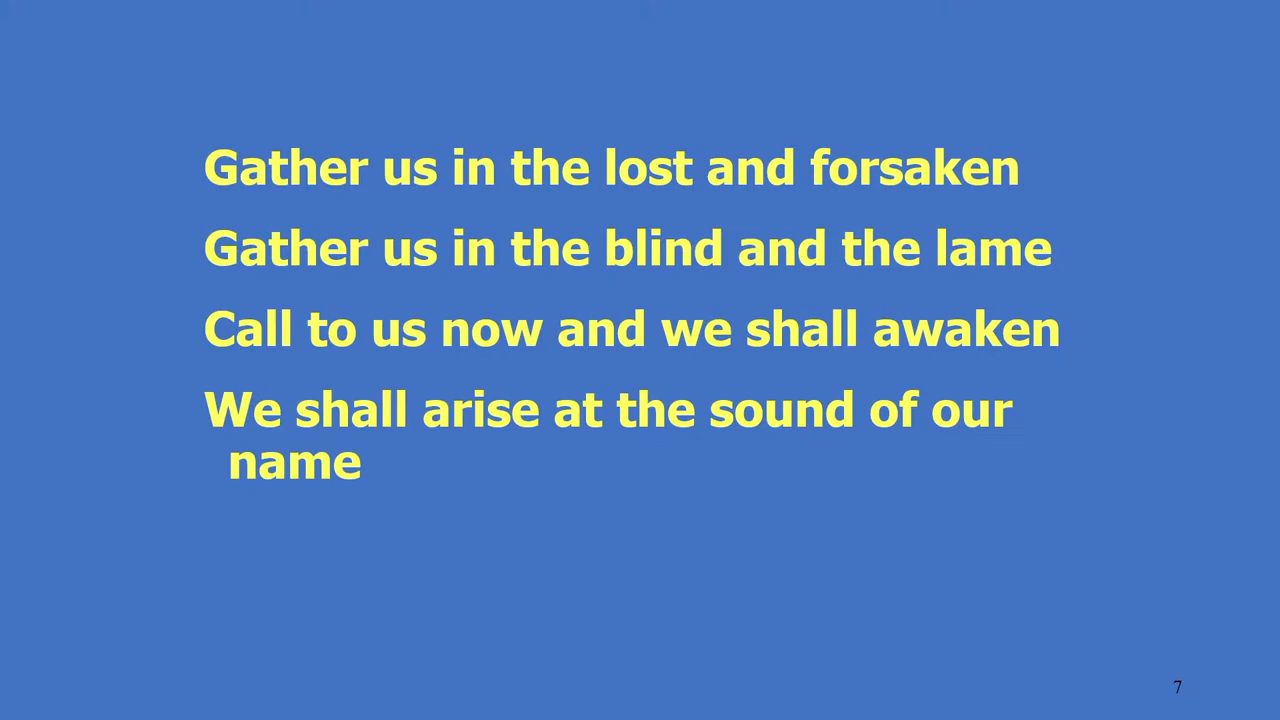 Gather us in the lost and forsaken
Gather us in the blind and the lame
Call to us now and we shall awaken
We shall arise at the sound of our
name
7